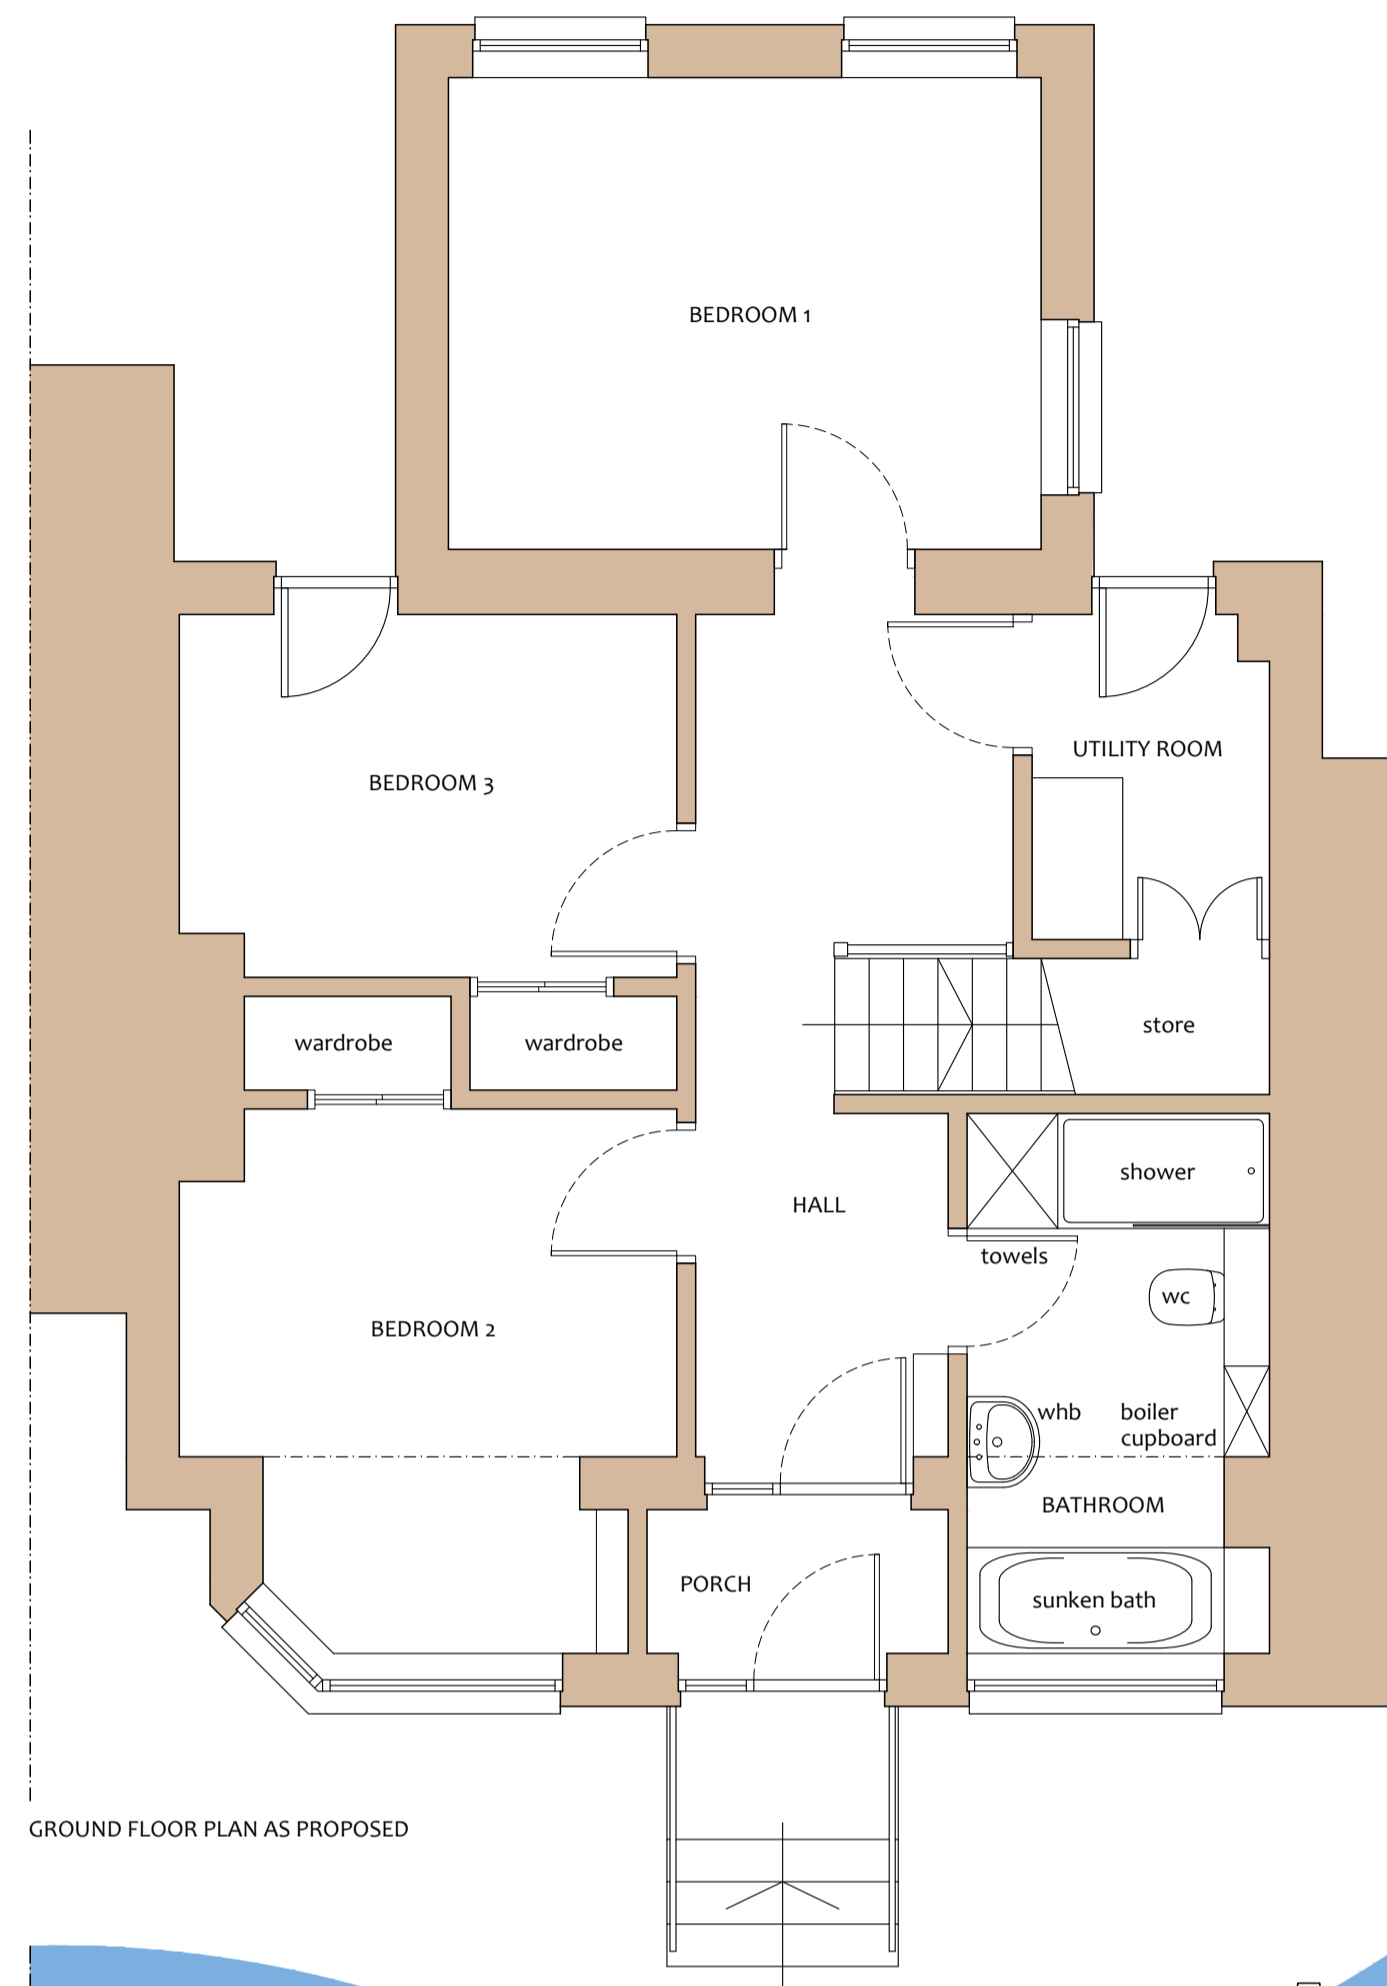 BEDROOM 1
UTILITY ROOM
BEDROOM 3
store
wardrobe
wardrobe
shower
HALL
towels
wc
BEDROOM 2
whb
boiler
cupboard
BATHROOM
PORCH
sunken bath
GROUND FLOOR PLAN AS PROPOSED